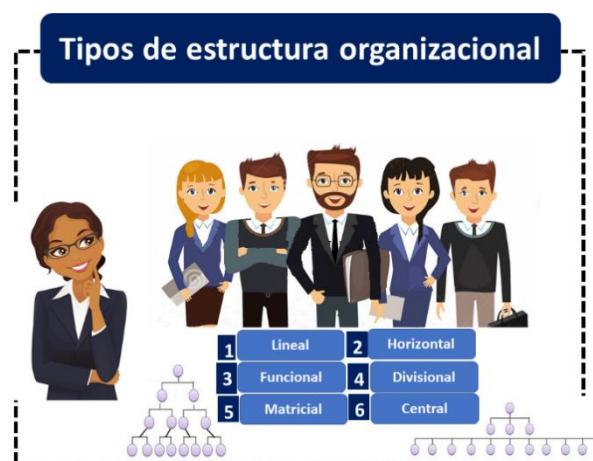 Tipos de estructura organizacional
1 Lineal 2 Horizontal
3 Funcional 4 Divisional
5 Matricial 6 Central